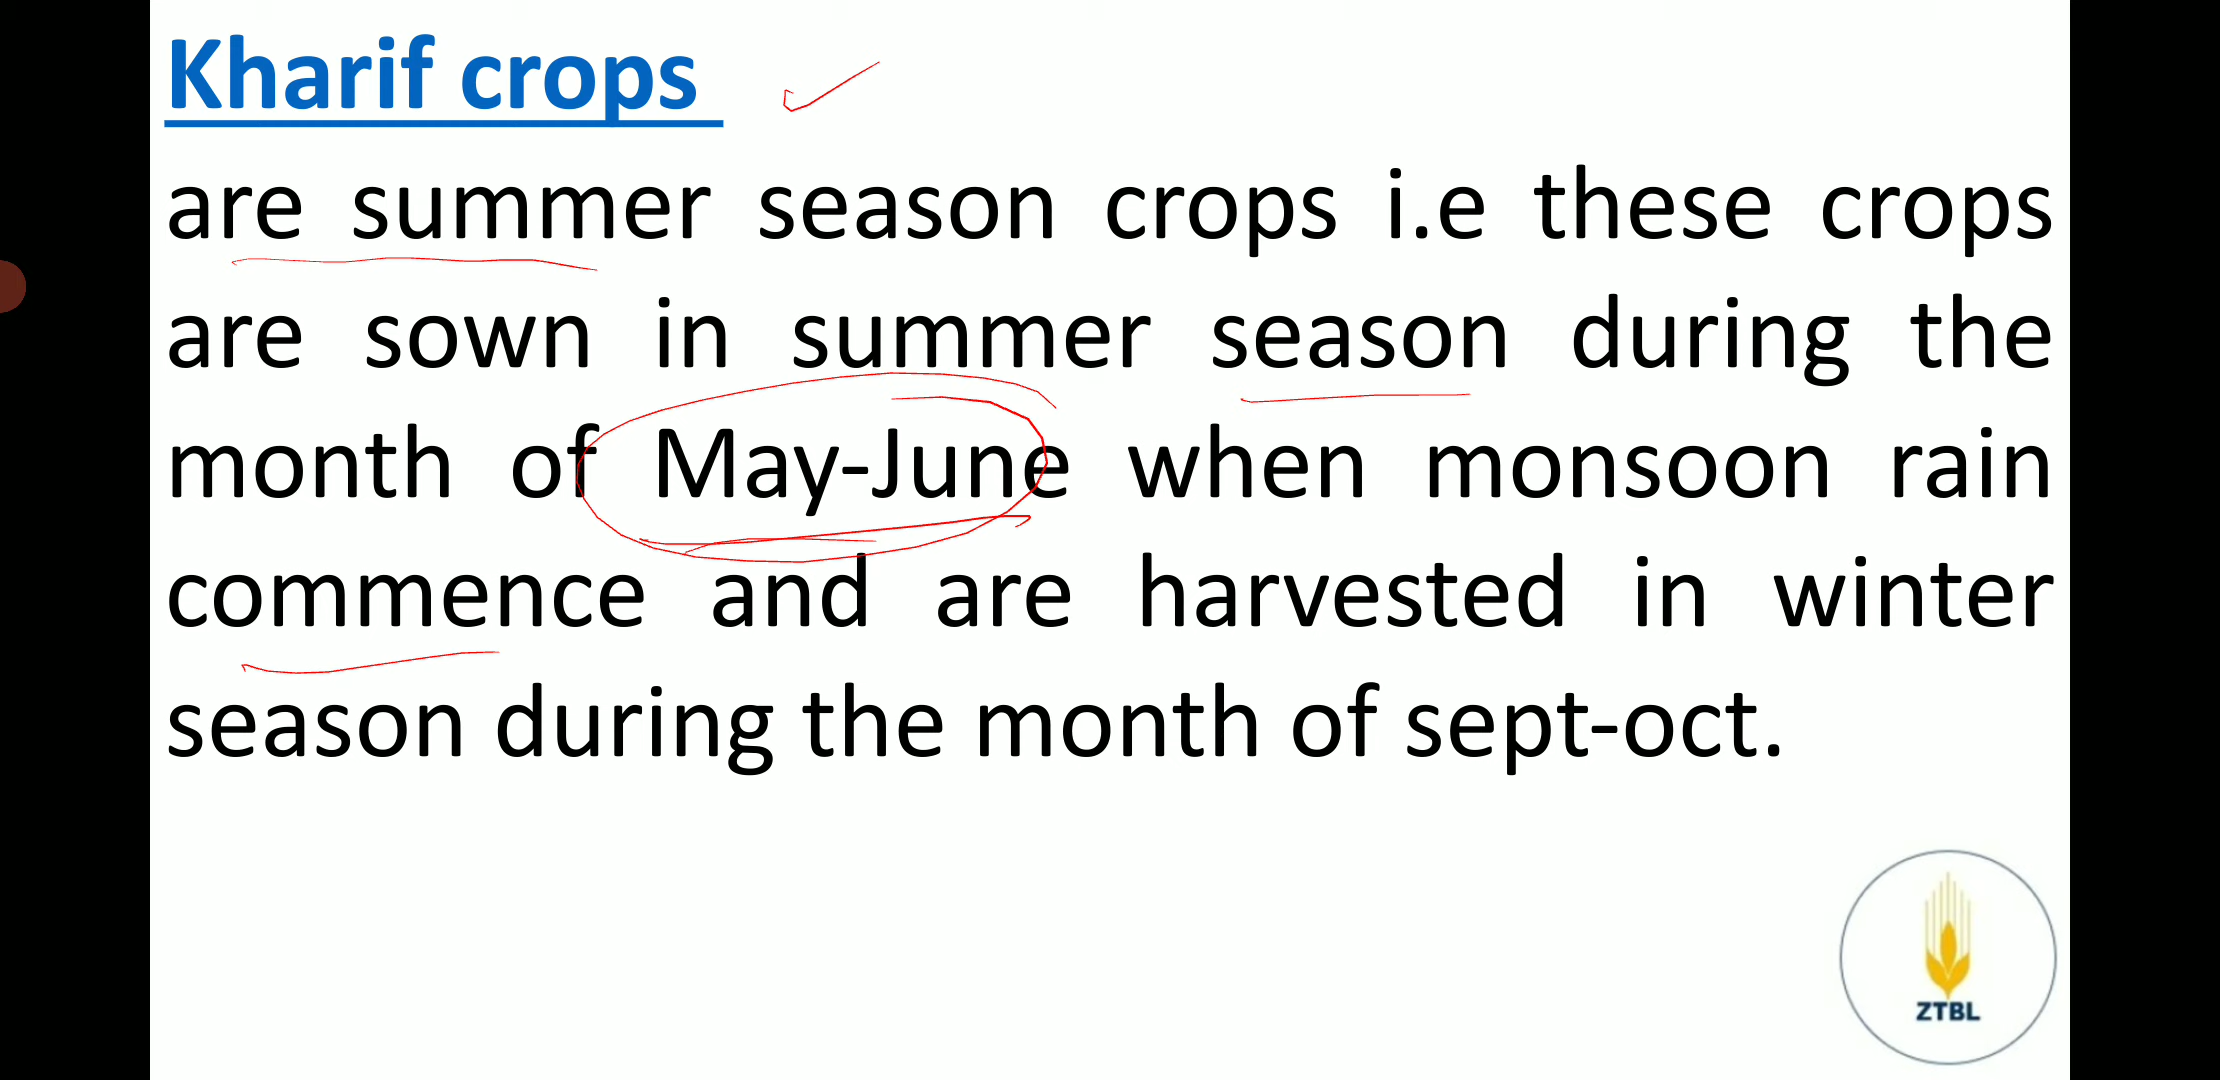 Kharif crops
are summer season crops i.e these crops
are sown in summer season during the
month of May-June when monsoon rain
commence and are harvested in winter
season during the month of sept-oct.
ZTBL